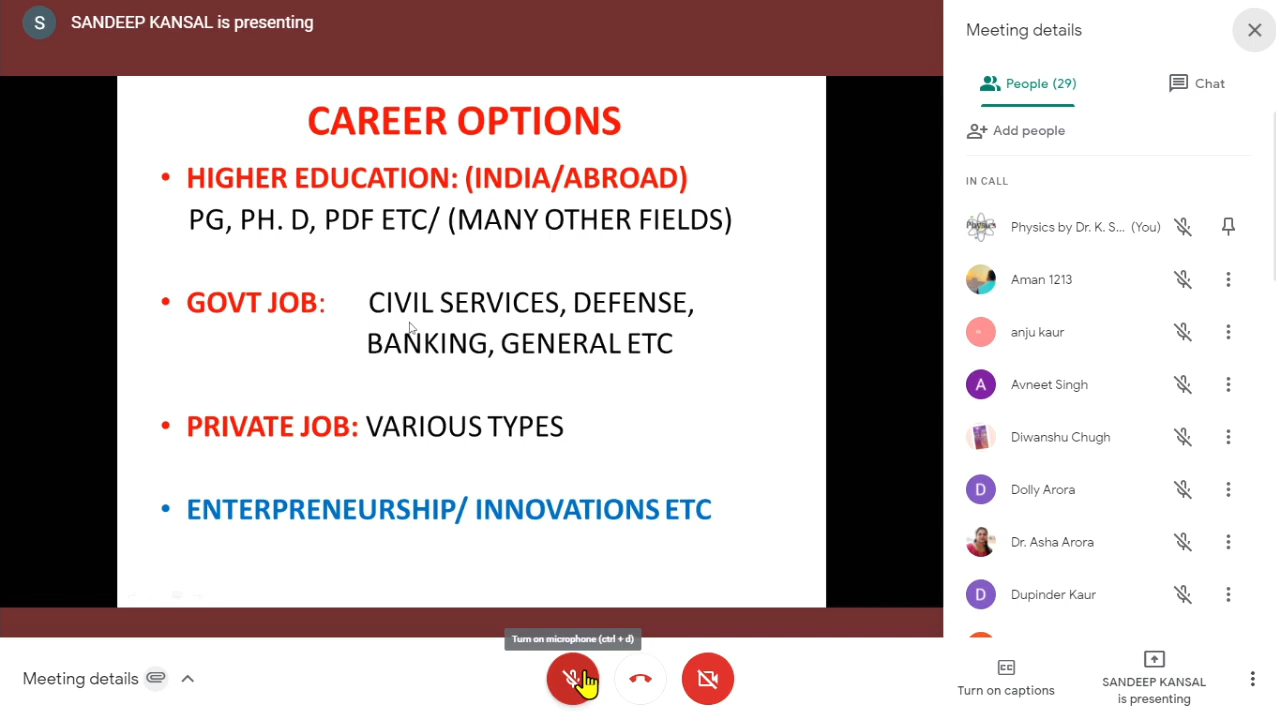 S SANDEEP KANSAL is presenting
CAREER OPTIONS
• HIGHER EDUCATION: (INDIA/ABROAD)
PG, PH. D, PDF ETC/ (MANY OTHER FIELDS)
• GOVT JOB: CIVIL SERVICES, DEFENSE,
BANKING, GENERAL ETC
• PRIVATE JOB: VARIOUS TYPES
• ENTERPRENEURSHIP/ INNOVATIONS ETC
Turn on microphone (ctrl + d)
Meeting details
Meeting details
People (29) Chat
Add people
IN CALL
Physics by Dr. K. S... (You)
Aman 1213
anju kaur
A Avneet Singh
Diwanshu Chugh
D Dolly Arora
Dr. Asha Arora
D Dupinder Kaur
CC
Turn on captions
SANDEEP KANSAL
is presenting